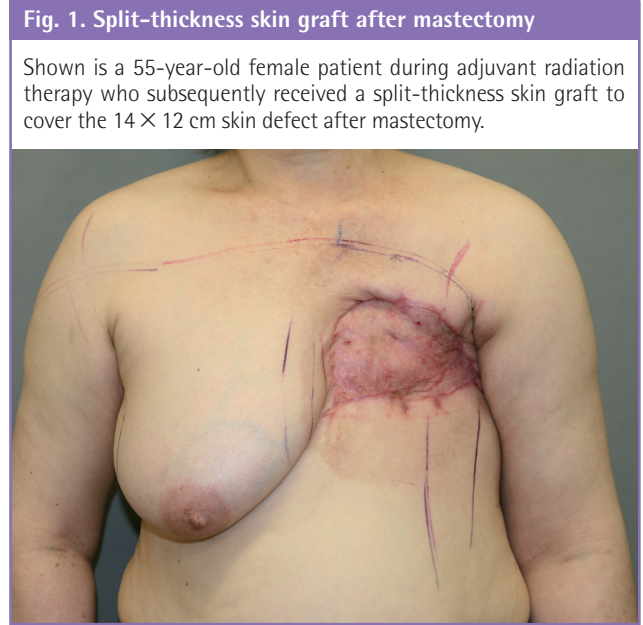 Fig. 1. Split-thickness skin graft after mastectomy
Shown is a 55-year-old female patient during adjuvant radiation
therapy who subsequently received a split-thickness skin graft to
cover the 14 × 12 cm skin defect after mastectomy.